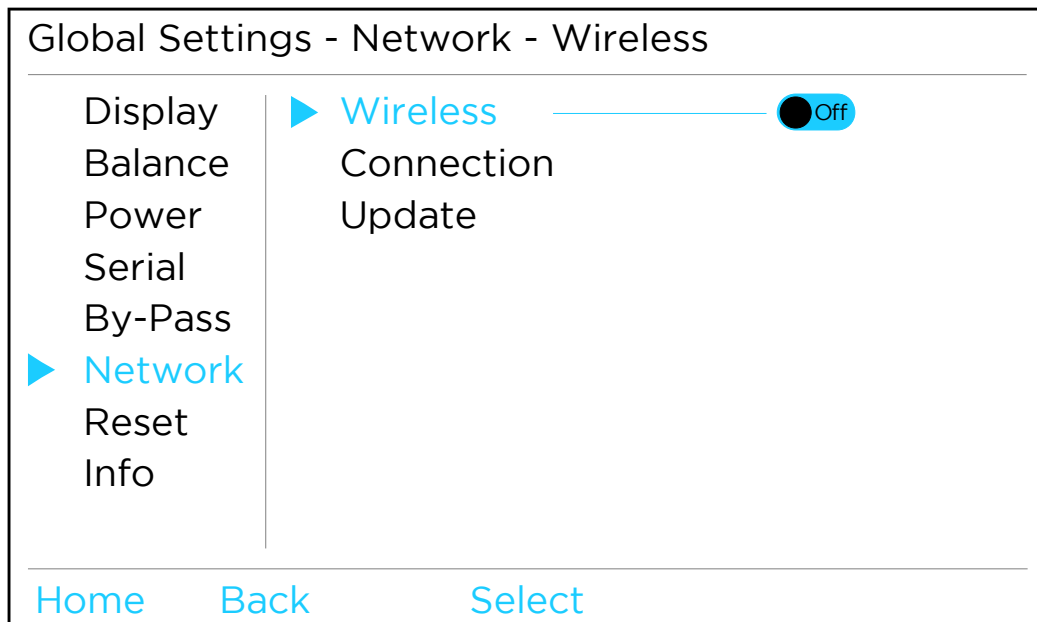 Global Settings - Network - Wireless
Display
Balance
Power
Serial
By-Pass
Network
Reset
Info
Wireless Off
Connection
Update
Home Back Select